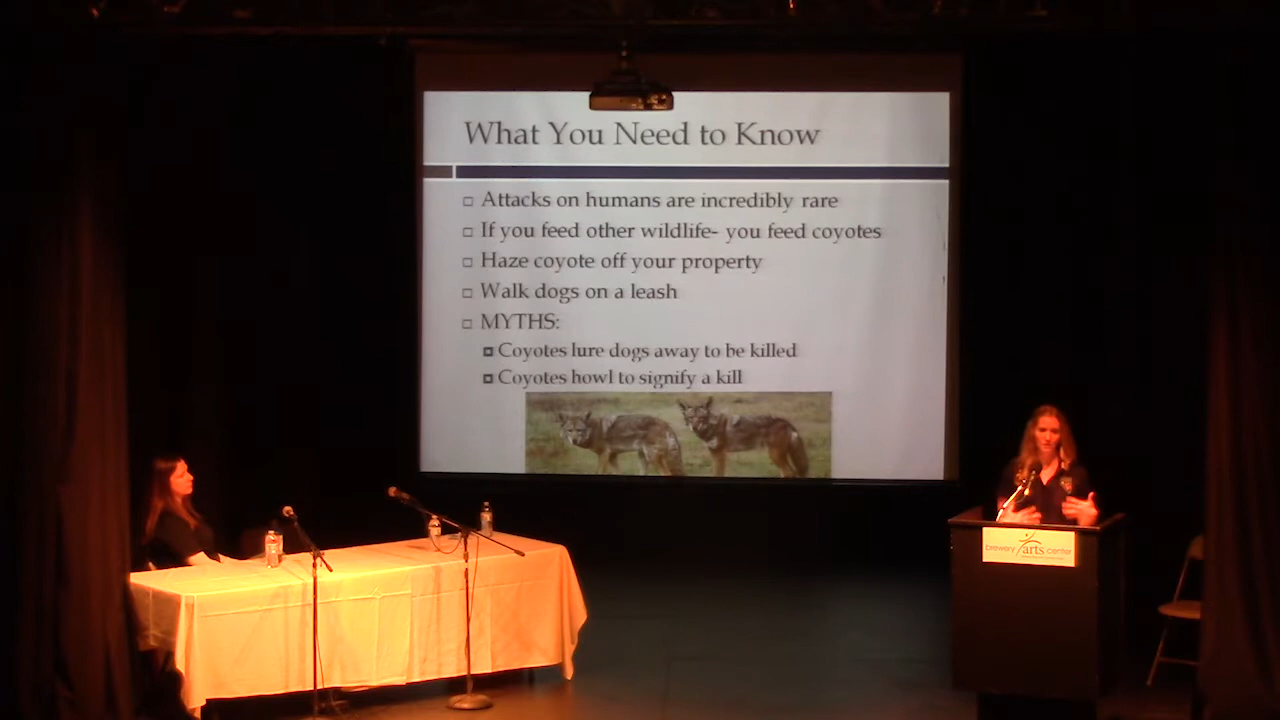 What You Need to Know
Attacks on humans are incredibly rare
If you feed other wildlife- you feed coyotes
Haze coyote off your property
Walk dogs on a leash
MYTHS:
Coyotes lure dogs away to be killed
Coyotes howl to signify a kill
brewery arts center